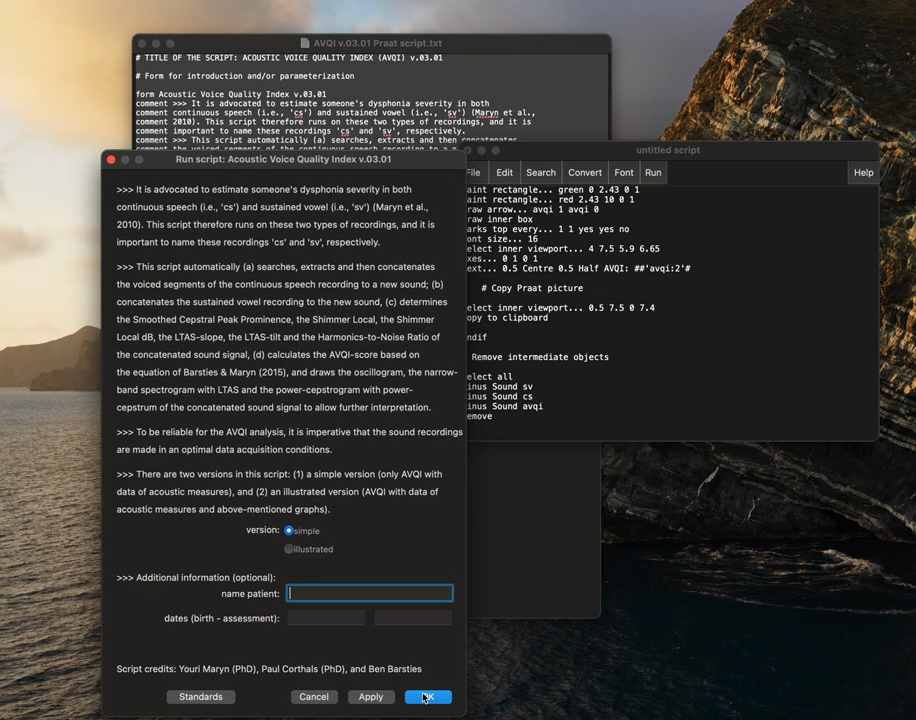 AVQI v.03.01 Praat script.txt
# TITLE OF THE SCRIPT: ACOUSTIC VOICE QUALITY INDEX (AVQI) v.03.01
# Form for introduction and/or parameterization
form Acoustic Voice Quality Index v.03.01
comment >>> It is advocated to estimate someone's dysphonia severity in both
comment continuous speech (i.e., 'cs') and sustained vowel (i.e., 'sv') (Maryn et al.,
comment 2010). This script therefore runs on these two types of recordings, and it is
comment important to name these recordings 'cs' and 'sv', respectively.
comment >>> This script automatically (a) searches, extracts and then concatenates
Run script: Acoustic Voice Quality Index v.03.01
>>> It is advocated to estimate someone's dysphonia severity in both
continuous speech (i.e., 'cs') and sustained vowel (i.e., 'sv') (Maryn et al.,
2010). This script therefore runs on these two types of recordings, and it is
important to name these recordings 'cs' and 'sv', respectively.
>>> This script automatically (a) searches, extracts and then concatenates
the voiced segments of the continuous speech recording to a new sound; (b)
concatenates the sustained vowel recording to the new sound, (c) determines
the Smoothed Cepstral Peak Prominence, the Shimmer Local, the Shimmer
Local dB, the LTAS-slope, the LTAS-tilt and the Harmonics-to-Noise Ratio of
the concatenated sound signal, (d) calculates the AVQI-score based on
the equation of Barsties & Maryn (2015), and draws the oscillogram, the narrow-
band spectrogram with LTAS and the power-cepstrogram with power-
cepstrum of the concatenated sound signal to allow further interpretation.
>>> To be reliable for the AVQI analysis, it is imperative that the sound recordings
are made in an optimal data acquisition conditions.
>>> There are two versions in this script: (1) a simple version (only AVQI with
data of acoustic measures), and (2) an illustrated version (AVQI with data of
acoustic measures and above-mentioned graphs).
version: simple
illustrated
>>> Additional information (optional):
name patient:
dates (birth - assessment):
Script credits: Youri Maryn (PhD), Paul Corthals (PhD), and Ben Barsties
Standards Cancel Apply OK
untitled script
File Edit Search Convert Font Run Help
aint rectangle... green 0 2.43 0 1
aint rectangle... red 2.43 10 0 1
raw arrow... avqi 1 avqi 0
raw inner box
arks top every... 1 1 yes yes no
ont size... 16
elect inner viewport... 4 7.5 5.9 6.65
xes... 0 1 0 1
ext... 0.5 Centre 0.5 Half AVQI: ##'avqi:2'#
# Copy Praat picture
elect inner viewport... 0.5 7.5 0 7.4
opy to clipboard
ndif
Remove intermediate objects
elect all
inus Sound sv
inus Sound cs
inus Sound avqi
emove